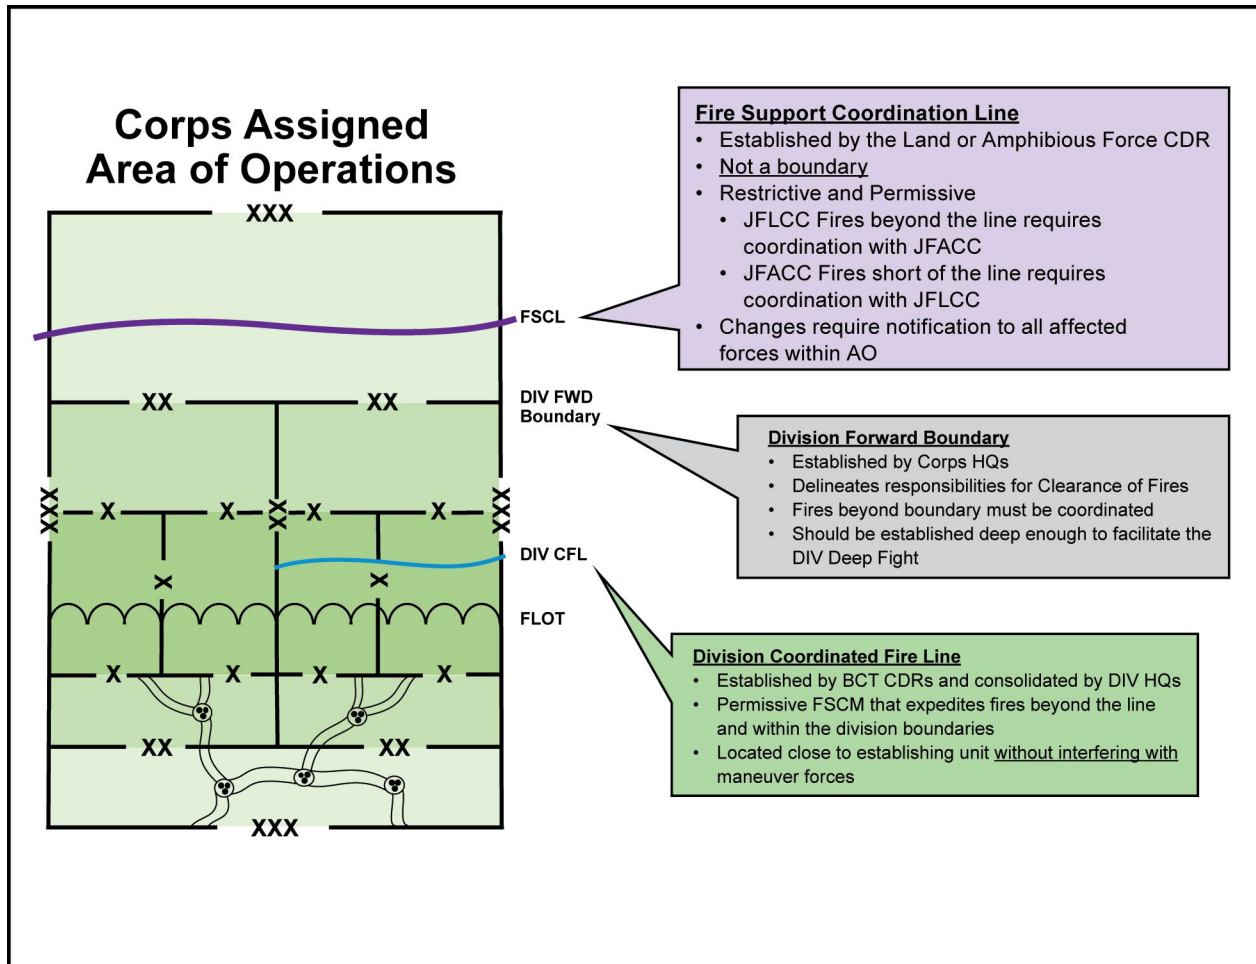 Corps Assigned
Area of Operations
XXX
FSCL
XX
XX
DIV FWD
Boundary
XXX
X
X
XX
X
X
XXX
DIV CFL
X
X
FLOT
X
X
X
X
XX
XX
XXX
Fire Support Coordination Line
• Established by the Land or Amphibious Force CDR
• Not a boundary
• Restrictive and Permissive
• JFLCC Fires beyond the line requires
coordination with JFACC
• JFACC Fires short of the line requires
coordination with JFLCC
• Changes require notification to all affected
forces within AO
Division Forward Boundary
• Established by Corps HQs
• Delineates responsibilities for Clearance of Fires
• Fires beyond boundary must be coordinated
• Should be established deep enough to facilitate the
DIV Deep Fight
Division Coordinated Fire Line
• Established by BCT CDRs and consolidated by DIV HQs
• Permissive FSCM that expedites fires beyond the line
and within the division boundaries
• Located close to establishing unit without interfering with
maneuver forces